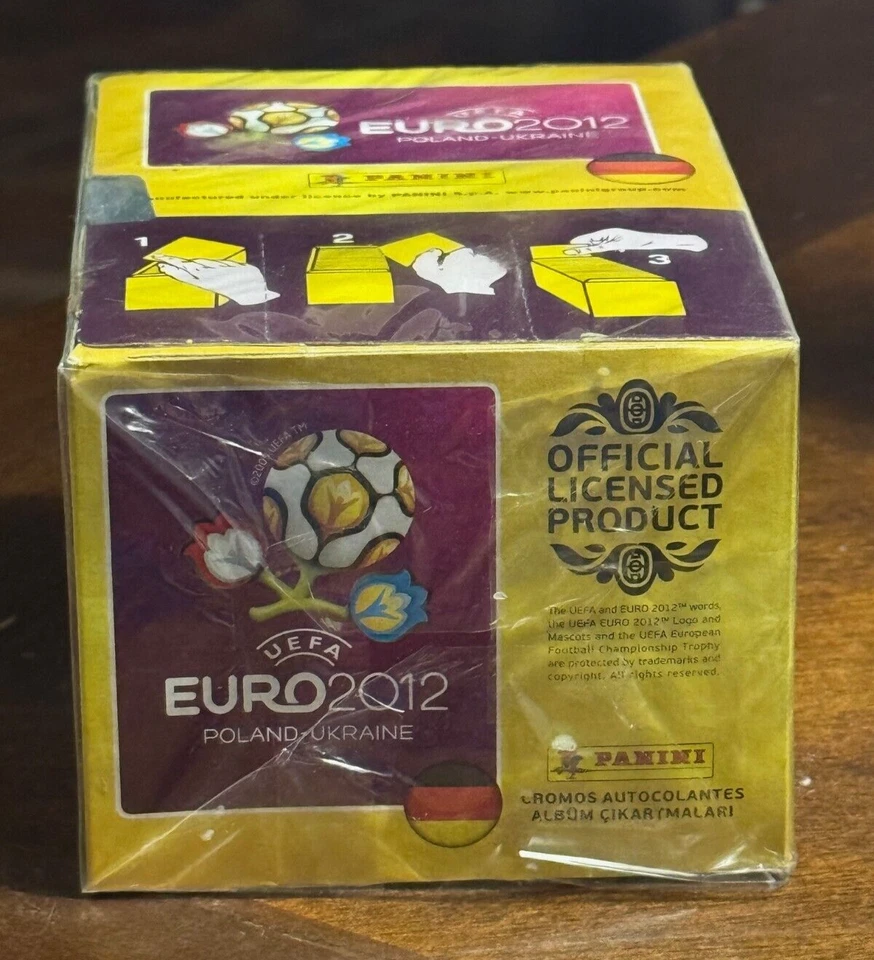 UEFA
EURO2012
POLAND-UKRAINE
PANINI
nufactured under license by PANINI S.p.A. www.paninigroup.com
1
2
3
UEFA TM
UEFA
EURO2012
POLAND-UKRAINE
OFFICIAL
LICENSED
PRODUCT
The UEFA and EURO 2012™ words,
the UEFA EURO 2012™ Logo and
Mascots and the UEFA European
Football Championship Trophy
are protected by trademarks and
copyright. All rights reserved.
PANINI
CROMOS AUTOCOLANTES
ALBÜM ÇIKARTMALARI